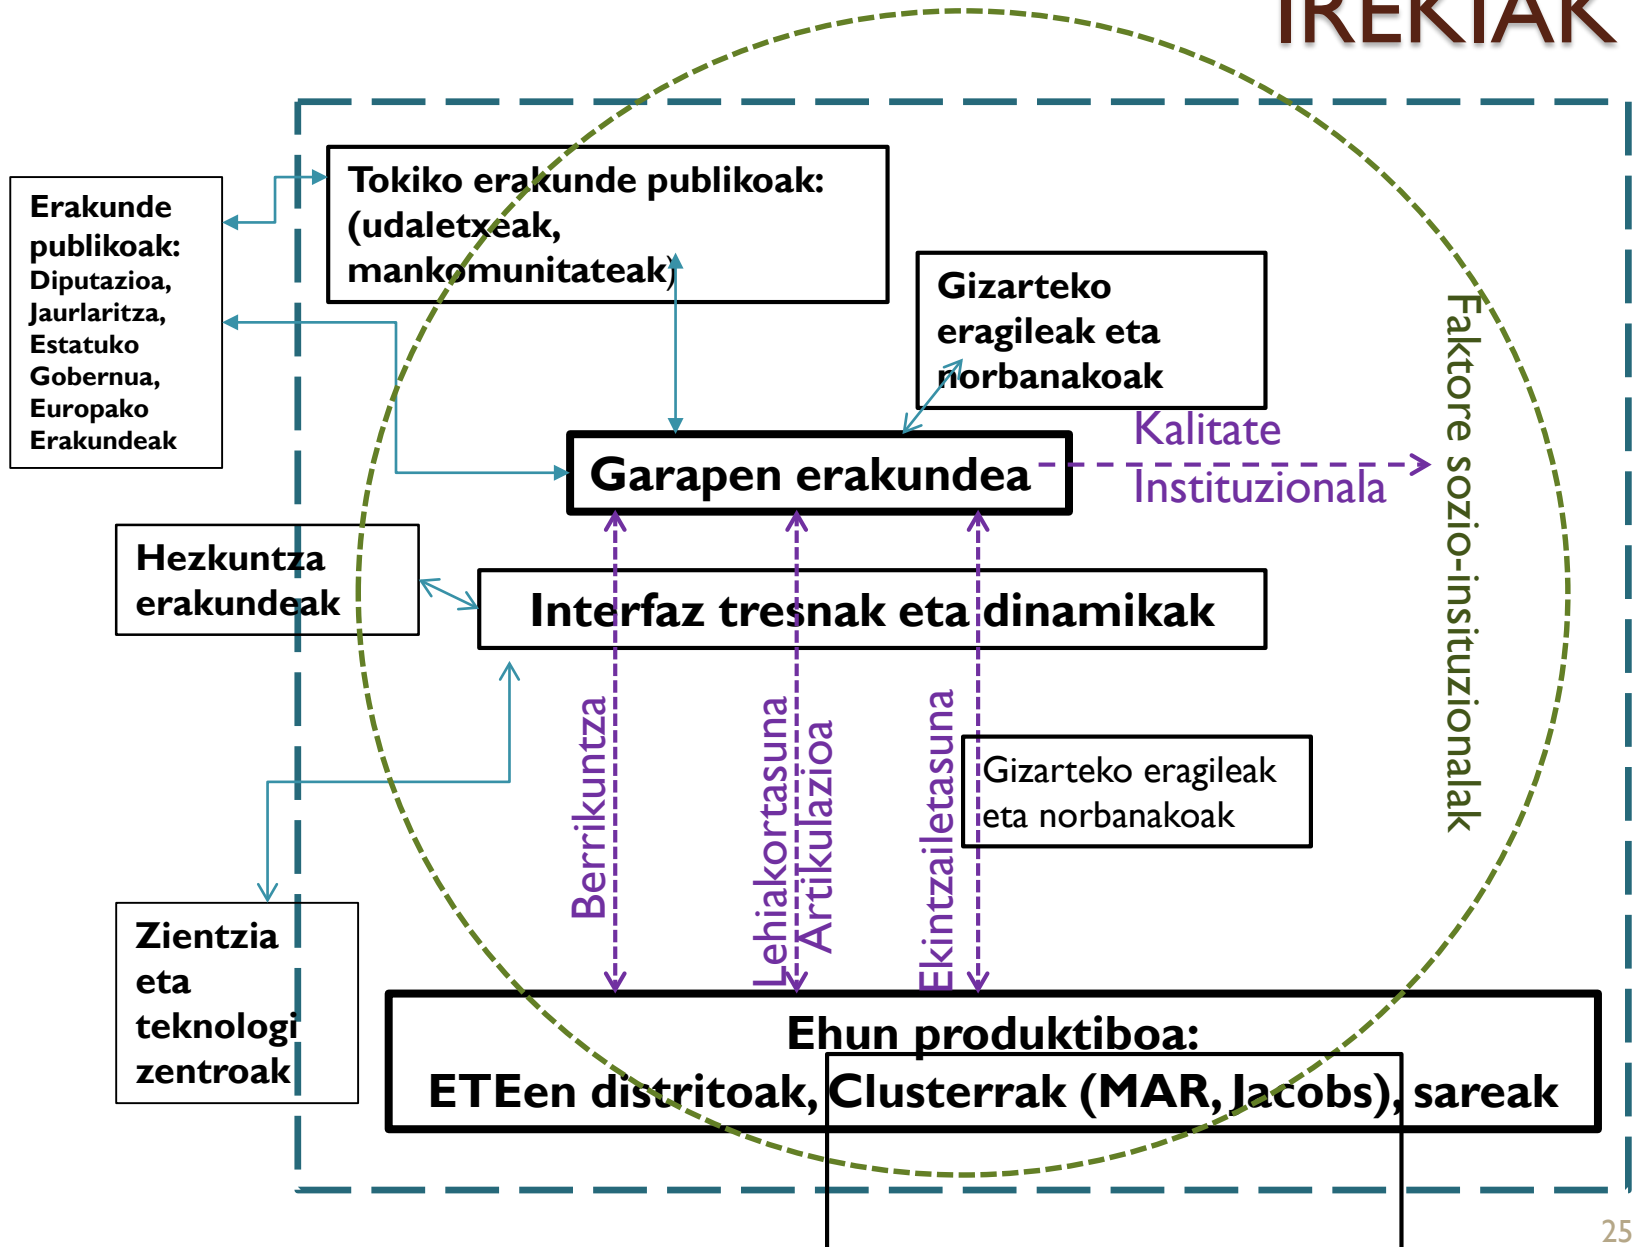 IREKIAK
Tokiko erakunde publikoak:
(udaletxeak,
mankomunitateak)
Erakunde
publikoak:
Diputazioa,
Jaurlaritza,
Estatuko
Gobernua,
Europako
Erakundeak
Gizarteko
eragileak eta
norbanakoak
Faktore sozio-insituzionalak
Kalitate
Instituzionala
Garapen erakundea
Hezkuntza
erakundeak
Interfaz tresnak eta dinamikak
Berrikuntza
Lehiakortasuna
Artikulazioa
Ekintzailetasuna
Gizarteko eragileak
eta norbanakoak
Zientzia
eta
teknologi
zentroak
Ehun produktiboa:
ETEen distritoak, Clusterrak (MAR, Jacobs), sareak
25